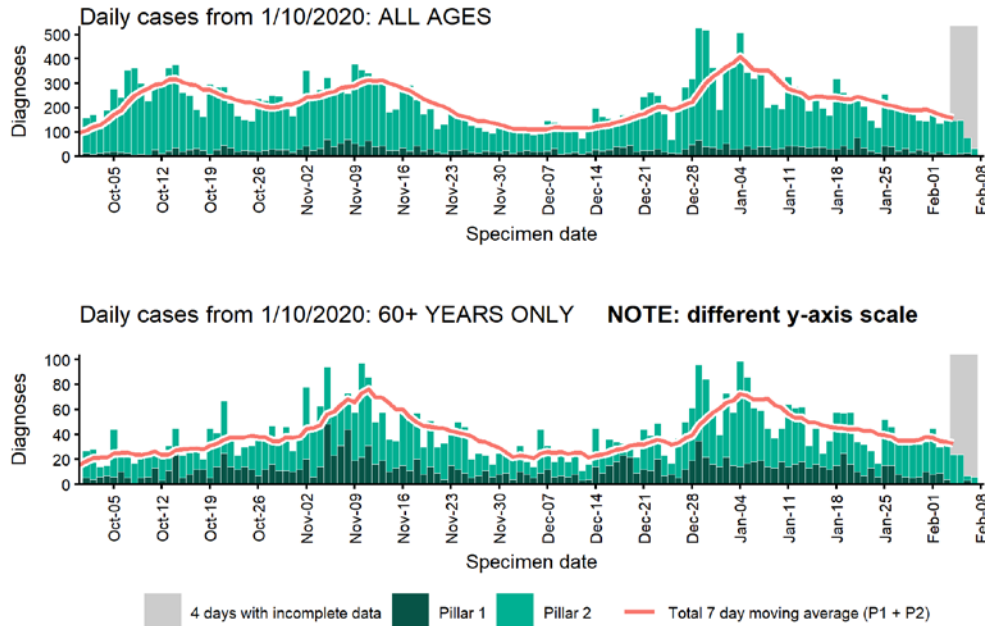 Daily cases from 1/10/2020: ALL AGES
Diagnoses
500
400
300
200
100
0
Oct-05
Oct-12
Oct-19
Oct-26
Nov-02
Nov-09
Nov-16
Nov-23
Nov-30
Dec-07
Dec-14
Dec-21
Dec-28
Jan-04
Jan-11
Jan-18
Jan-25
Feb-01
Feb-08
Specimen date
Daily cases from 1/10/2020: 60+ YEARS ONLY NOTE: different y-axis scale
Diagnoses
100
80
60
40
20
0
Oct-05
Oct-12
Oct-19
Oct-26
Nov-02
Nov-09
Nov-16
Nov-23
Nov-30
Dec-07
Dec-14
Dec-21
Dec-28
Jan-04
Jan-11
Jan-18
Jan-25
Feb-01
Feb-08
Specimen date
4 days with incomplete data Pillar 1 Pillar 2 Total 7 day moving average (P1 + P2)